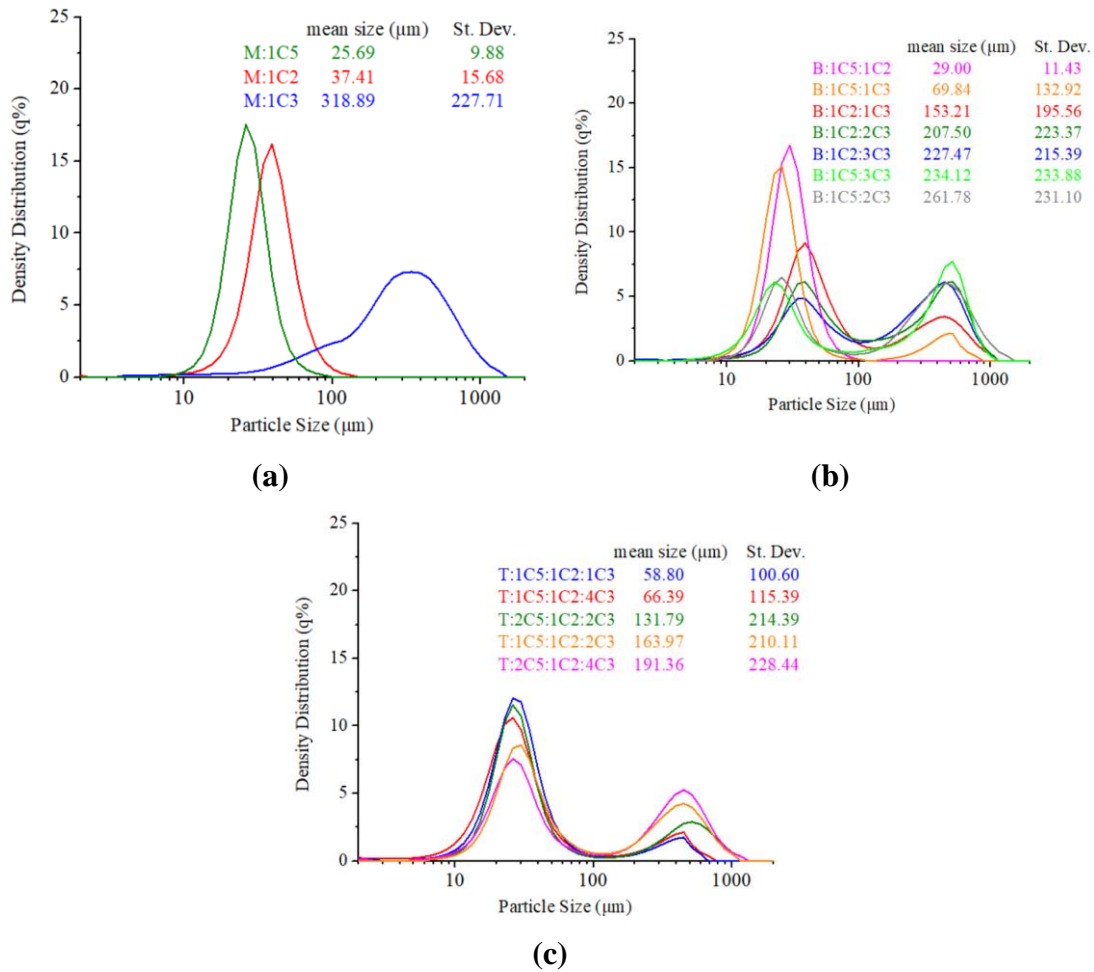 25
20
15
10
5
0
Density Distribution (q%)
mean size (µm) St. Dev.
M:1C5 25.69 9.88
M:1C2 37.41 15.68
M:1C3 318.89 227.71
10 100 1000
Particle Size (µm)
(a)
25
20
15
10
5
0
Density Distribution (q%)
mean size (µm) St. Dev.
B:1C5:1C2 29.00 11.43
B:1C5:1C3 69.84 132.92
B:1C2:1C3 153.21 195.56
B:1C2:2C3 207.50 223.37
B:1C2:3C3 227.47 215.39
B:1C5:3C3 234.12 233.88
B:1C5:2C3 261.78 231.10
10 100 1000
Particle Size (µm)
(b)
25
20
15
10
5
0
Density Distribution (q%)
mean size (µm) St. Dev.
T:1C5:1C2:1C3 58.80 100.60
T:1C5:1C2:4C3 66.39 115.39
T:2C5:1C2:2C3 131.79 214.39
T:1C5:1C2:2C3 163.97 210.11
T:2C5:1C2:4C3 191.36 228.44
10 100 1000
Particle Size (µm)
(c)